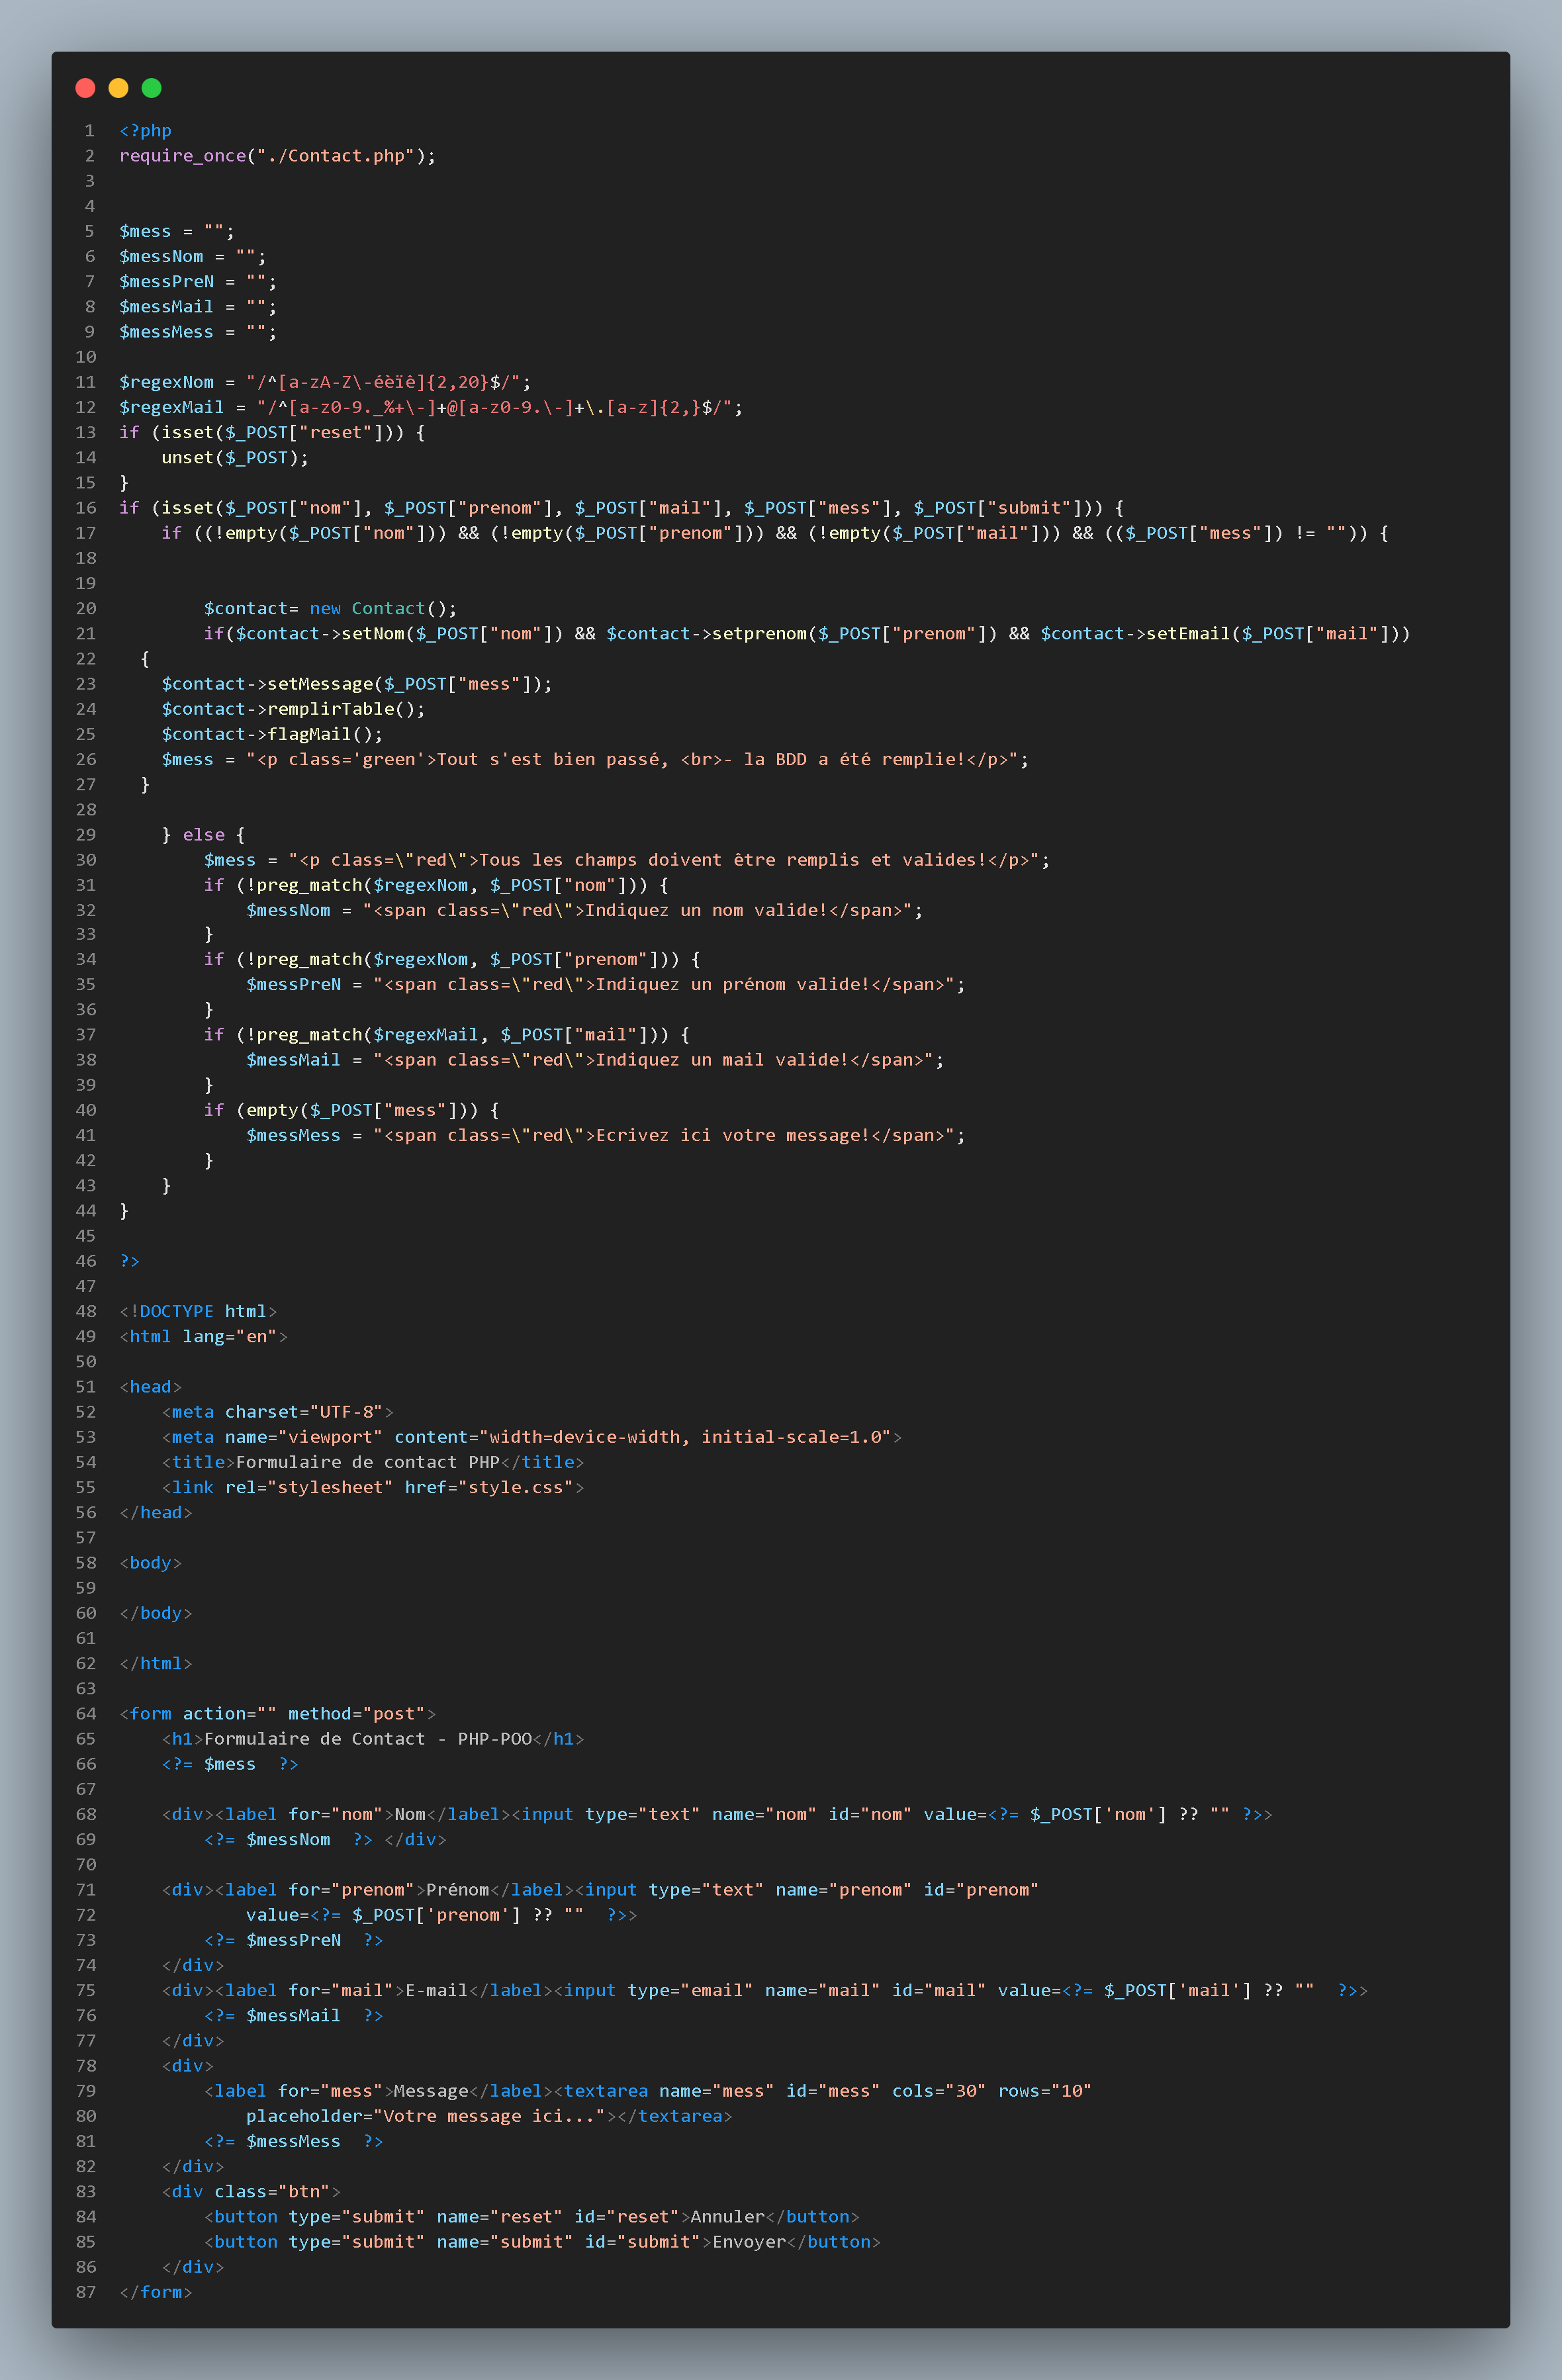 1 <?php
2 require_once("./Contact.php");
3
4
5 $mess = "";
6 $messNom = "";
7 $messPreN = "";
8 $messMail = "";
9 $messMess = "";
10
11 $regexNom = "/^[a-zA-Z\-éèïê]{2,20}$/";
12 $regexMail = "/^[a-z0-9._%+\-]+@[a-z0-9.\-]+\.[a-z]{2,}$/";
13 if (isset($_POST["reset"])) {
14     unset($_POST);
15 }
16 if (isset($_POST["nom"], $_POST["prenom"], $_POST["mail"], $_POST["mess"], $_POST["submit"])) {
17     if ((!empty($_POST["nom"])) && (!empty($_POST["prenom"])) && (!empty($_POST["mail"])) && (($_POST["mess"]) != "")) {
18
19
20         $contact= new Contact();
21         if($contact->setNom($_POST["nom"]) && $contact->setprenom($_POST["prenom"]) && $contact->setEmail($_POST["mail"]))
22   {
23     $contact->setMessage($_POST["mess"]);
24     $contact->remplirTable();
25     $contact->flagMail();
26     $mess = "<p class='green'>Tout s'est bien passé, <br>- la BDD a été remplie!</p>";
27   }
28
29     } else {
30         $mess = "<p class=\"red\">Tous les champs doivent être remplis et valides!</p>";
31         if (!preg_match($regexNom, $_POST["nom"])) {
32             $messNom = "<span class=\"red\">Indiquez un nom valide!</span>";
33         }
34         if (!preg_match($regexNom, $_POST["prenom"])) {
35             $messPreN = "<span class=\"red\">Indiquez un prénom valide!</span>";
36         }
37         if (!preg_match($regexMail, $_POST["mail"])) {
38             $messMail = "<span class=\"red\">Indiquez un mail valide!</span>";
39         }
40         if (empty($_POST["mess"])) {
41             $messMess = "<span class=\"red\">Ecrivez ici votre message!</span>";
42         }
43     }
44 }
45
46 ?>
47
48 <!DOCTYPE html>
49 <html lang="en">
50
51 <head>
52     <meta charset="UTF-8">
53     <meta name="viewport" content="width=device-width, initial-scale=1.0">
54     <title>Formulaire de contact PHP</title>
55     <link rel="stylesheet" href="style.css">
56 </head>
57
58 <body>
59
60 </body>
61
62 </html>
63
64 <form action="" method="post">
65     <h1>Formulaire de Contact - PHP-POO</h1>
66     <?= $mess  ?>
67
68     <div><label for="nom">Nom</label><input type="text" name="nom" id="nom" value=<?= $_POST['nom'] ?? "" ?>>
69         <?= $messNom  ?> </div>
70
71     <div><label for="prenom">Prénom</label><input type="text" name="prenom" id="prenom"
72             value=<?= $_POST['prenom'] ?? ""  ?>>
73         <?= $messPreN  ?>
74     </div>
75     <div><label for="mail">E-mail</label><input type="email" name="mail" id="mail" value=<?= $_POST['mail'] ?? ""  ?>>
76         <?= $messMail  ?>
77     </div>
78     <div>
79         <label for="mess">Message</label><textarea name="mess" id="mess" cols="30" rows="10"
80             placeholder="Votre message ici..."></textarea>
81         <?= $messMess  ?>
82     </div>
83     <div class="btn">
84         <button type="submit" name="reset" id="reset">Annuler</button>
85         <button type="submit" name="submit" id="submit">Envoyer</button>
86     </div>
87 </form>